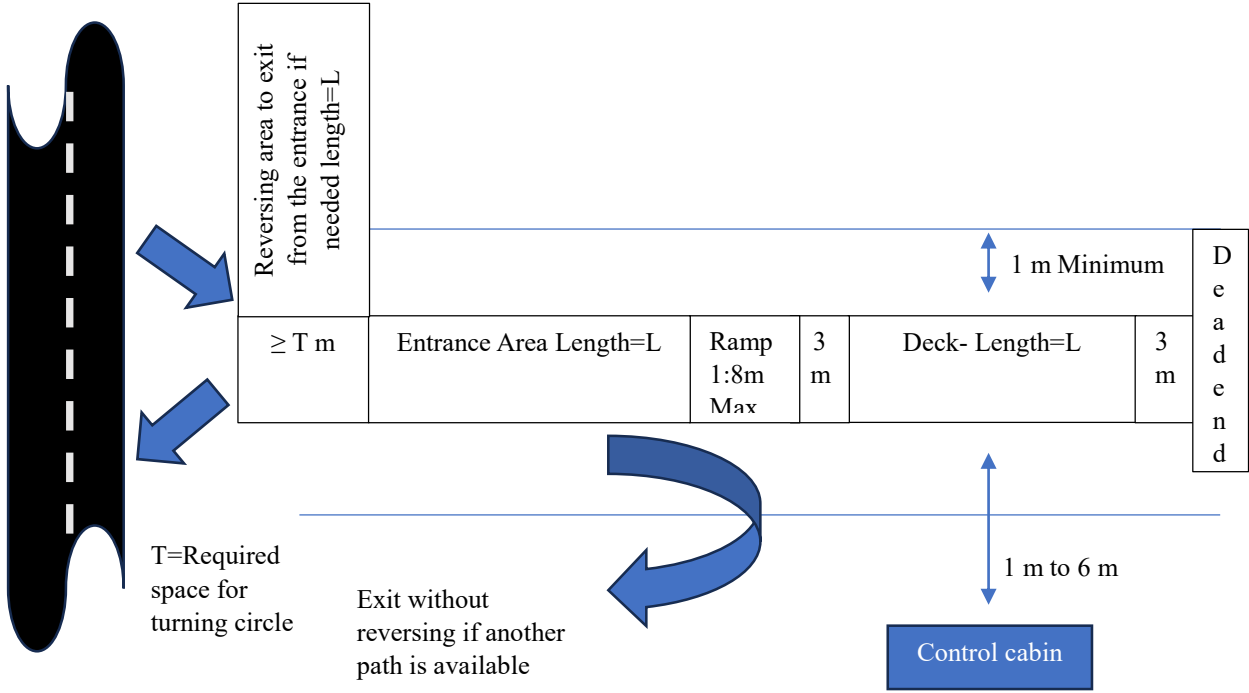 Reversing area to exit
from the entrance if
needed length=L
1 m Minimum
D
e
a
d
e
n
d
≥ T m
Entrance Area Length=L
Ramp
1:8m
Max
3
m
Deck- Length=L
3
m
T=Required
space for
turning circle
Exit without
reversing if another
path is available
1 m to 6 m
Control cabin